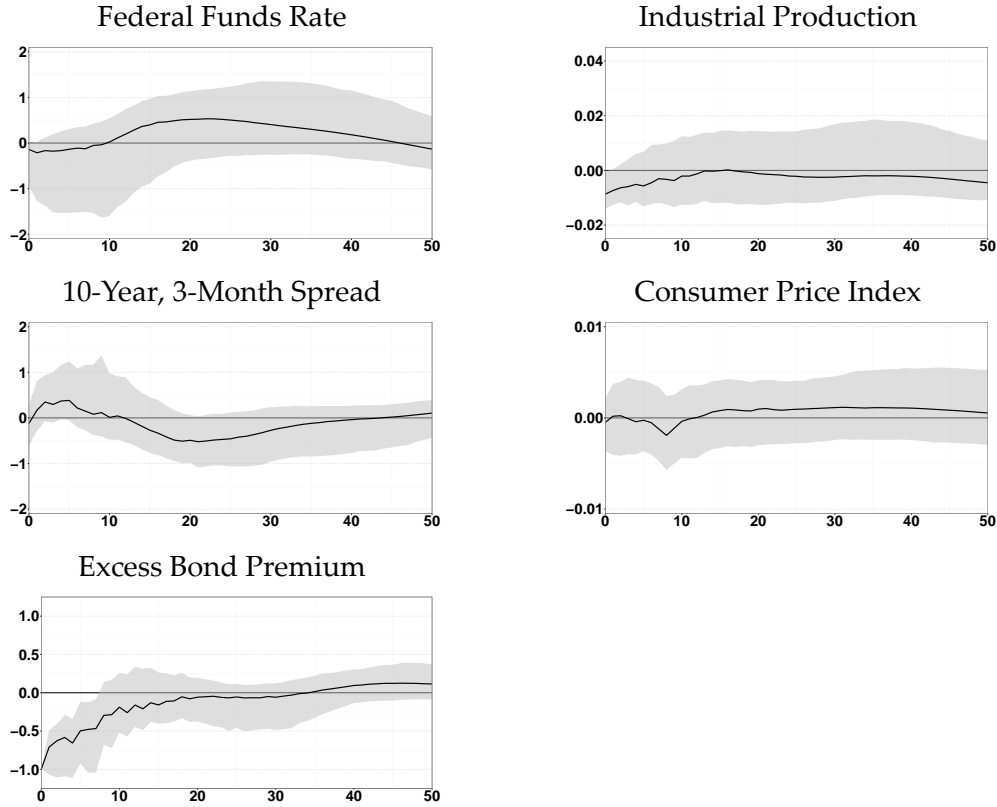 Federal Funds Rate
2
1
0
−1
−2
0 10 20 30 40 50
Industrial Production
0.04
0.02
0.00
−0.02
0 10 20 30 40 50
10-Year, 3-Month Spread
2
1
0
−1
−2
0 10 20 30 40 50
Consumer Price Index
0.01
0.00
−0.01
0 10 20 30 40 50
Excess Bond Premium
1.0
0.5
0.0
−0.5
−1.0
0 10 20 30 40 50